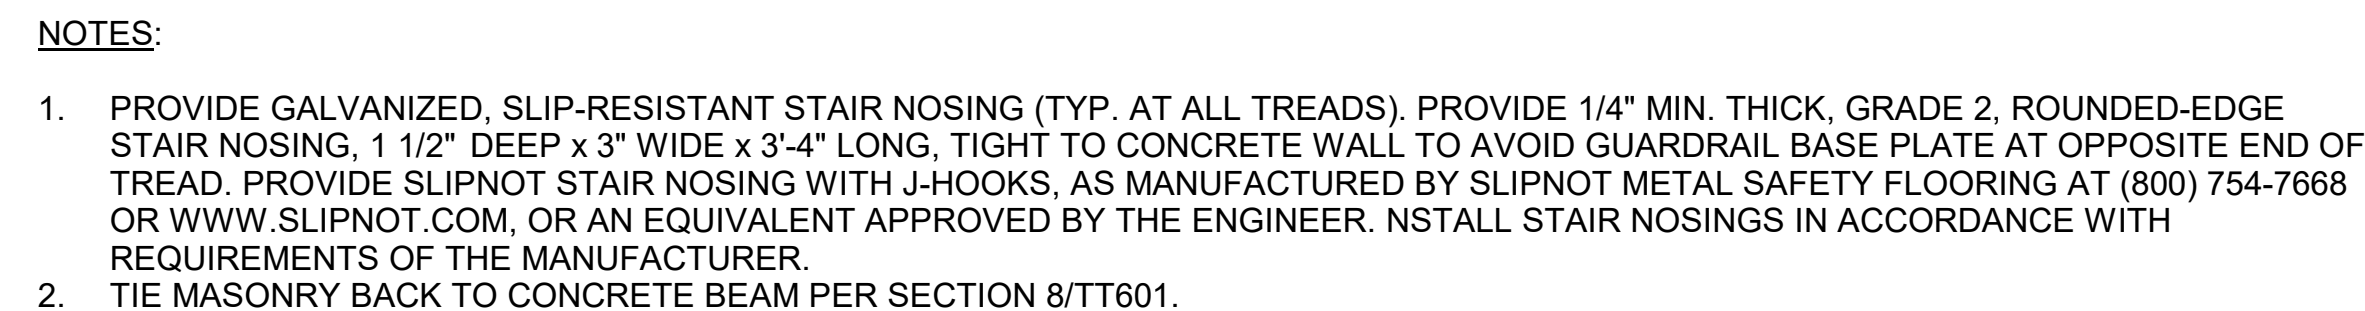 NOTES:
1. PROVIDE GALVANIZED, SLIP-RESISTANT STAIR NOSING (TYP. AT ALL TREADS). PROVIDE 1/4" MIN. THICK, GRADE 2, ROUNDED-EDGE
STAIR NOSING, 1 1/2" DEEP x 3" WIDE x 3'-4" LONG, TIGHT TO CONCRETE WALL TO AVOID GUARDRAIL BASE PLATE AT OPPOSITE END OF
TREAD. PROVIDE SLIPNOT STAIR NOSING WITH J-HOOKS, AS MANUFACTURED BY SLIPNOT METAL SAFETY FLOORING AT (800) 754-7668
OR WWW.SLIPNOT.COM, OR AN EQUIVALENT APPROVED BY THE ENGINEER. NSTALL STAIR NOSINGS IN ACCORDANCE WITH
REQUIREMENTS OF THE MANUFACTURER.
2. TIE MASONRY BACK TO CONCRETE BEAM PER SECTION 8/TT601.